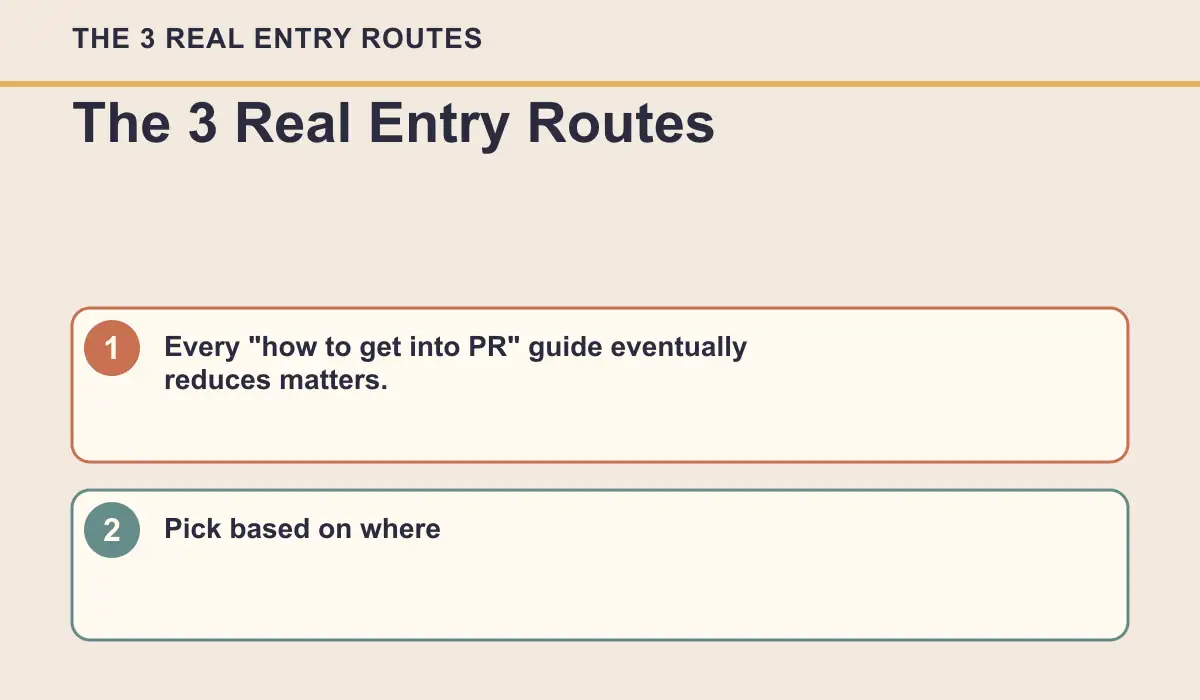 THE 3 REAL ENTRY ROUTES
The 3 Real Entry Routes
1
Every "how to get into PR" guide eventually
reduces matters.
2
Pick based on where